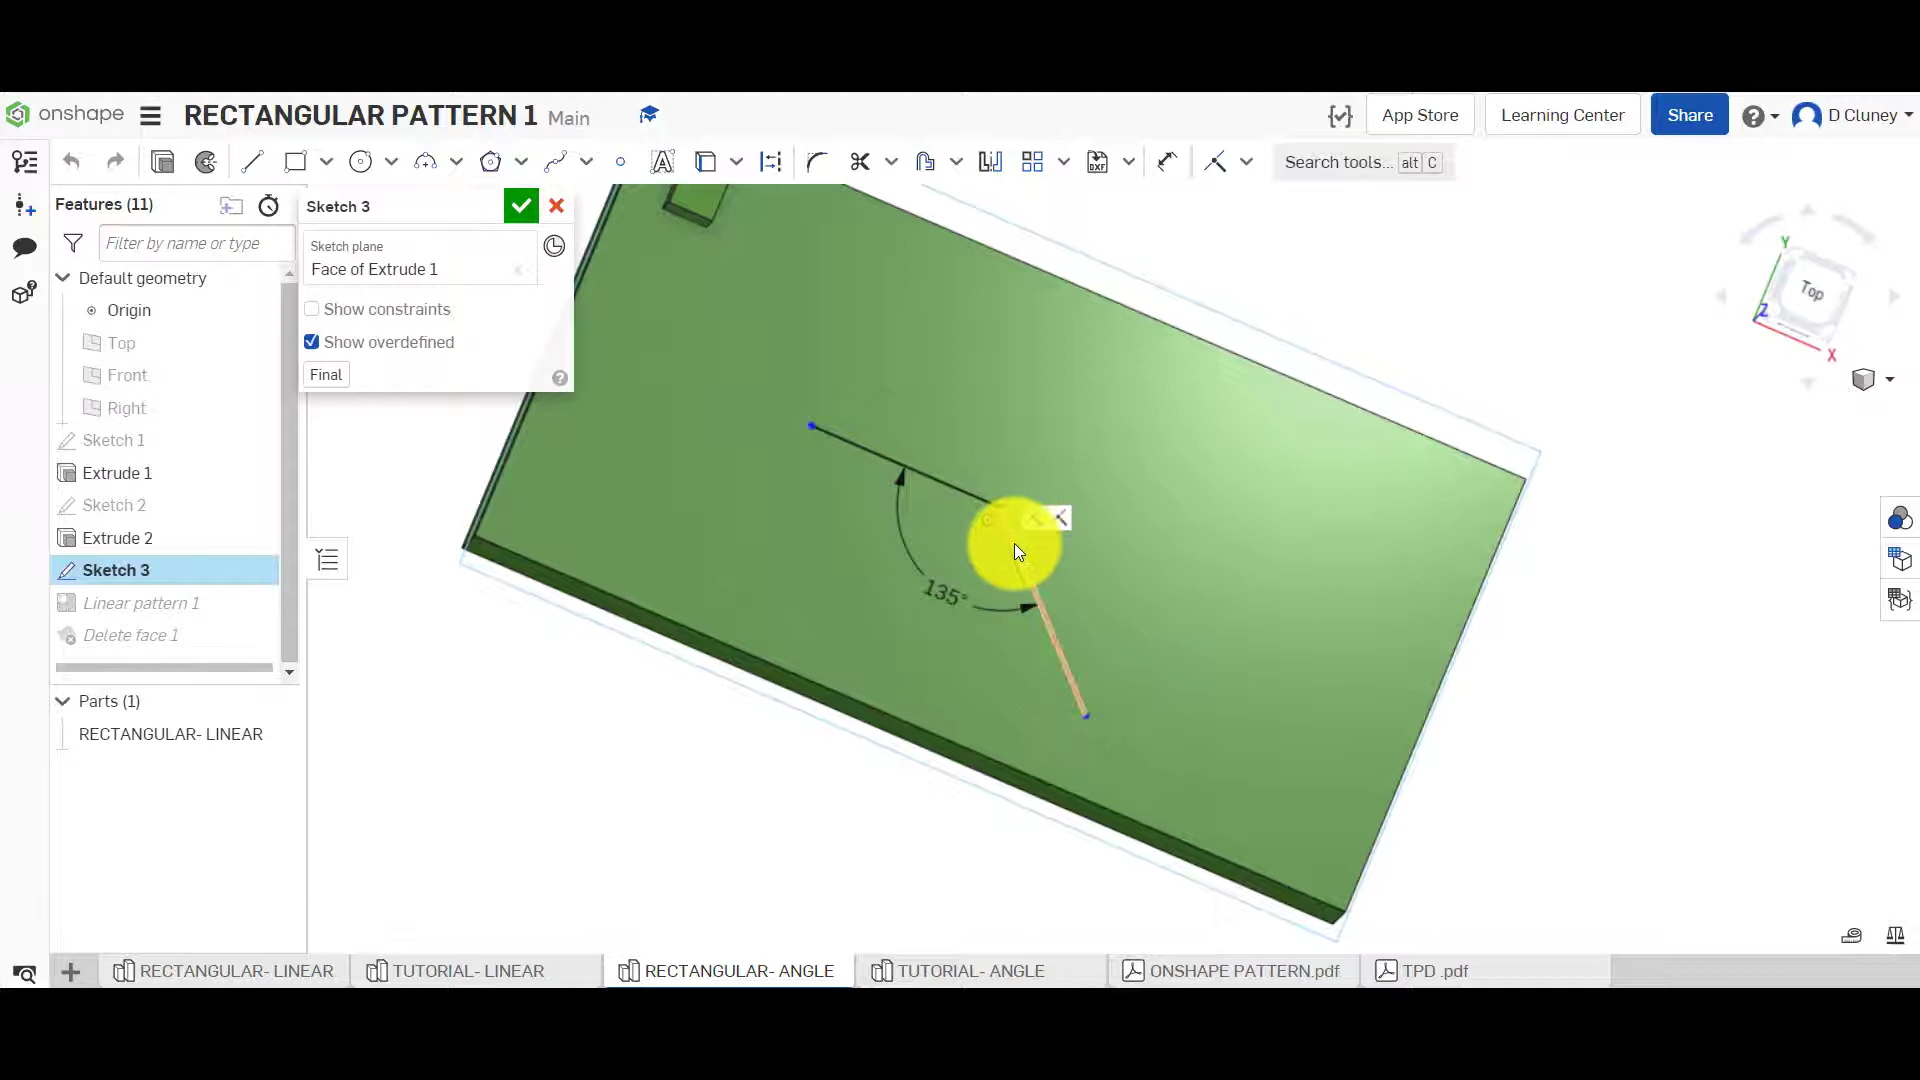 onshape
RECTANGULAR PATTERN 1 Main
App Store
Learning Center
Share
D Cluney
Search tools... alt C
Features (11)
Filter by name or type
Default geometry
Origin
Top
Front
Right
Sketch 1
Extrude 1
Sketch 2
Extrude 2
Sketch 3
Linear pattern 1
Delete face 1
Parts (1)
RECTANGULAR- LINEAR
Sketch 3
Sketch plane
Face of Extrude 1
Show constraints
Show overdefined
Final
135°
Y
Top
Z
X
RECTANGULAR- LINEAR
TUTORIAL- LINEAR
RECTANGULAR- ANGLE
TUTORIAL- ANGLE
ONSHAPE PATTERN.pdf
TPD .pdf